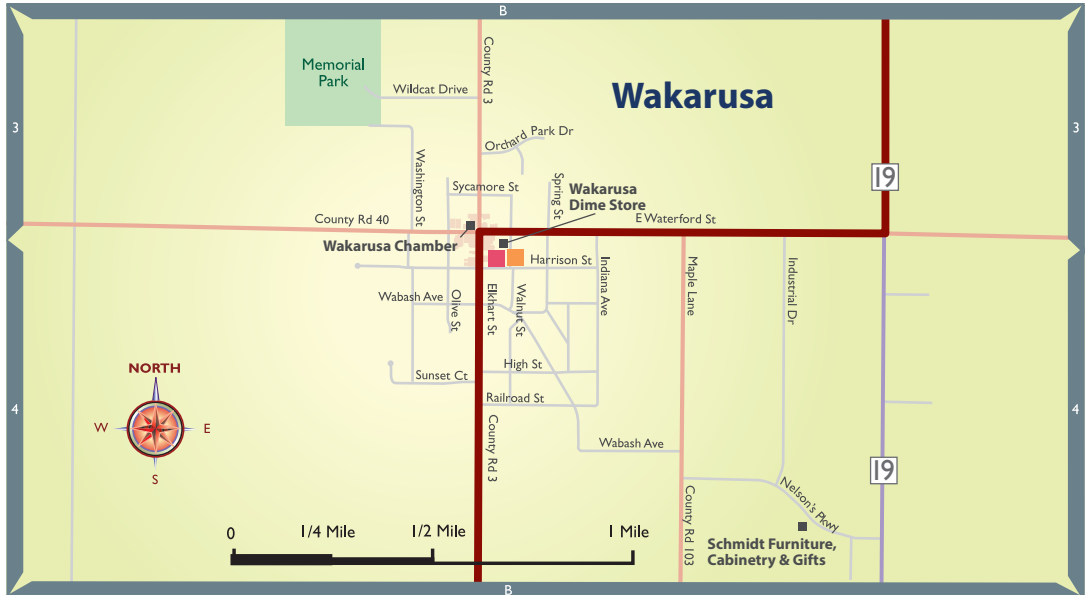 B
Memorial
Park
Wildcat Drive
County Rd 3
Wakarusa
3
3
Orchard Park Dr
Washington St
19
Sycamore St
Spring St
Wakarusa
Dime Store
County Rd 40
E Waterford St
Wakarusa Chamber
Harrison St
Wabash Ave
Olive St
Elkhart St
Walnut St
Indiana Ave
Maple Lane
Industrial Dr
NORTH
W
E
S
Sunset Ct
High St
Railroad St
4
4
County Rd 3
Wabash Ave
19
Nelson's Pkwl
County Rd 103
0
1/4 Mile
1/2 Mile
1 Mile
Schmidt Furniture,
Cabinetry & Gifts
B